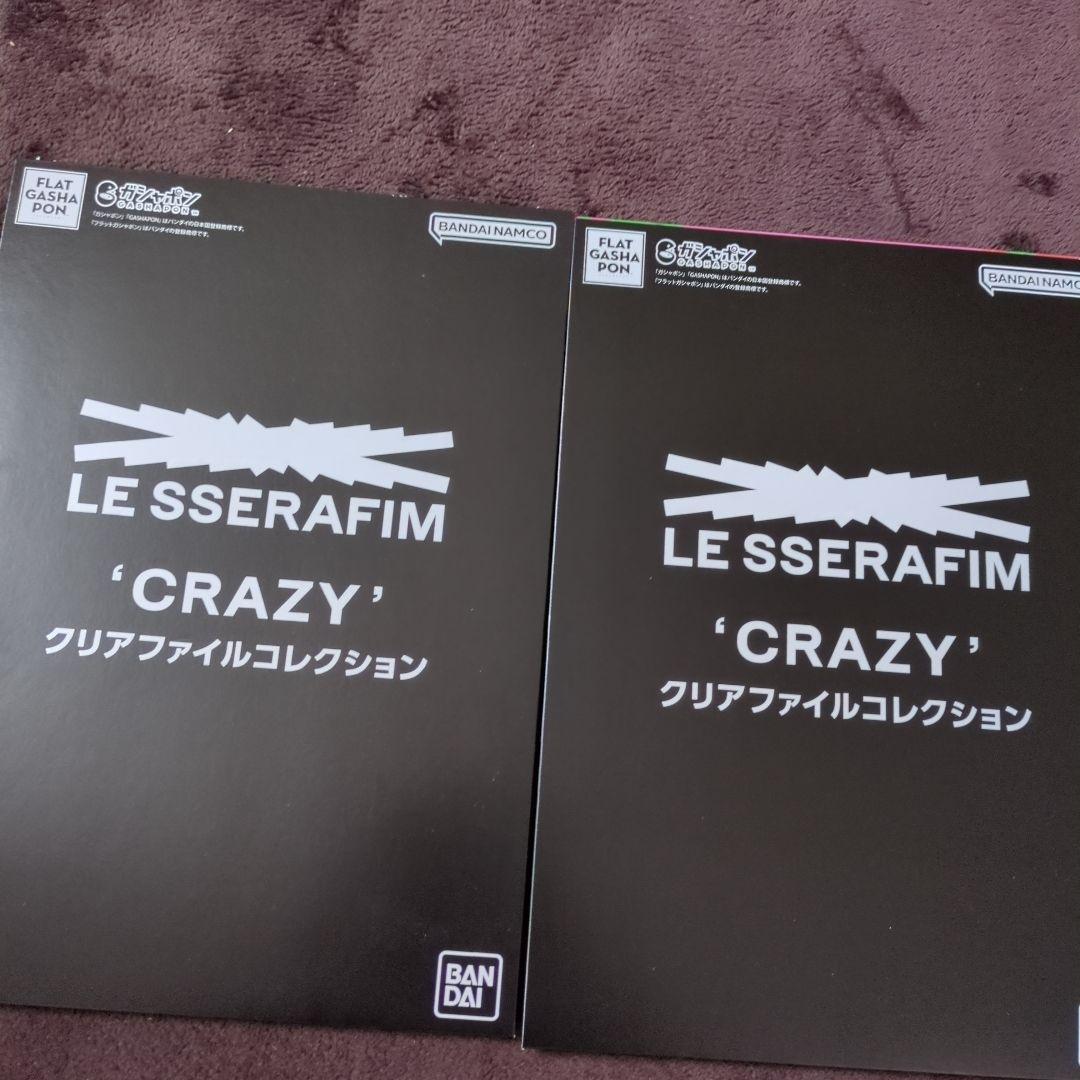 FLAT
GASHA
PON
ガシャポン
GASHAPON
「ガシャポン」「GASHAPON」はバンダイの日本国登録商標です。
「フラットガシャポン」はバンダイの登録商標です。
BANDAI NAMCO
LE SSERAFIM
‘CRAZY’
クリアファイルコレクション
BAN
DAI
FLAT
GASHA
PON
ガシャポン
GASHAPON
「ガシャポン」「GASHAPON」はバンダイの日本国登録商標です。
「フラットガシャポン」はバンダイの登録商標です。
BANDAI NAMC
LE SSERAFIM
‘CRAZY’
クリアファイルコレクション